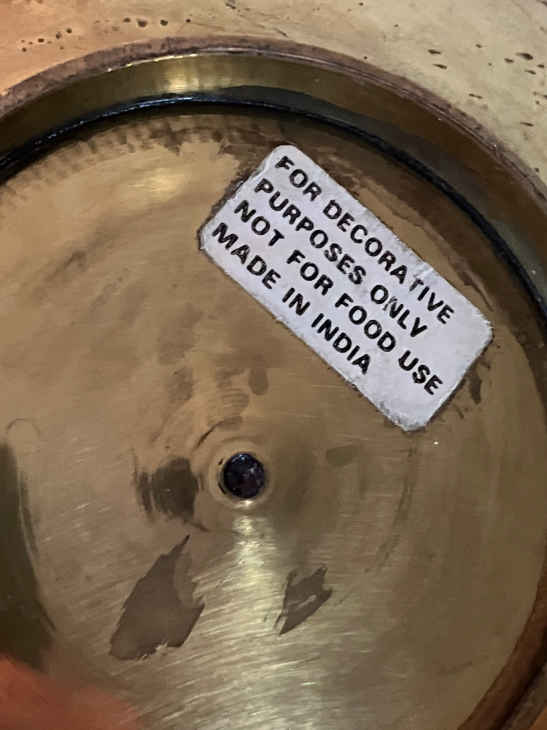 FOR DECORATIVE
PURPOSES ONLY
NOT FOR FOOD USE
MADE IN INDIA